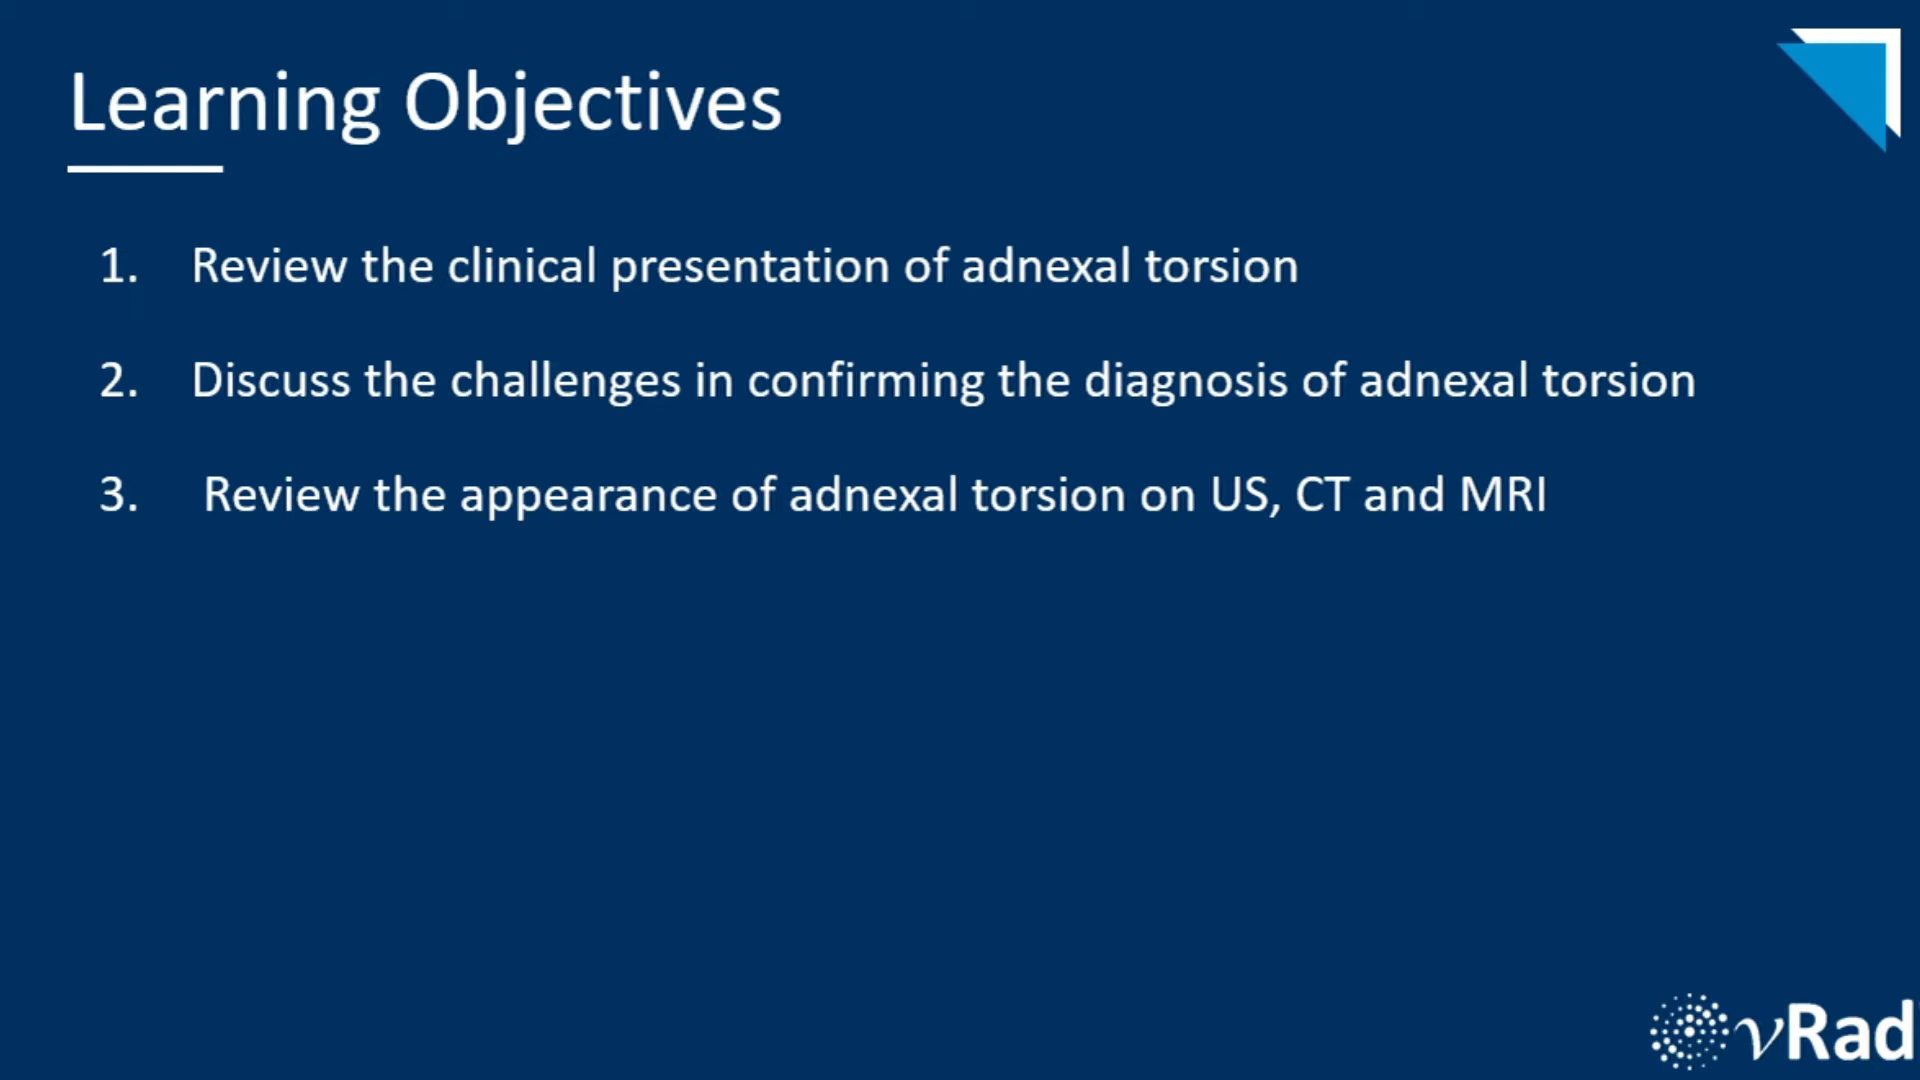 Learning Objectives
1. Review the clinical presentation of adnexal torsion
2. Discuss the challenges in confirming the diagnosis of adnexal torsion
3. Review the appearance of adnexal torsion on US, CT and MRI
vRad